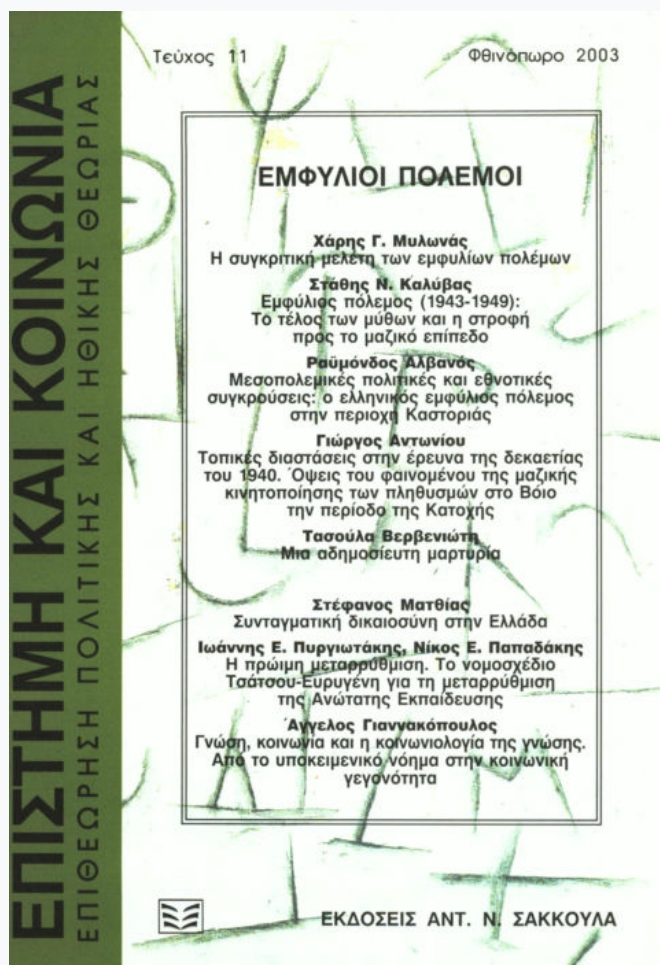 ΕΠΙΣΤΗΜΗ ΚΑΙ ΚΟΙΝΩΝΙΑ
ΕΠΙΘΕΩΡΗΣΗ ΠΟΛΙΤΙΚΗΣ ΚΑΙ ΗΘΙΚΗΣ ΘΕΩΡΙΑΣ
Τεύχος 11
Φθινόπωρο 2003
ΕΜΦΥΛΙΟΙ ΠΟΛΕΜΟΙ
Χάρης Γ. Μυλωνάς
Η συγκριτική μελέτη των εμφυλίων πολέμων
Στάθης Ν. Καλύβας
Εμφύλιος πόλεμος (1943-1949):
Το τέλος των μύθων και η στροφή
προς το μαζικό επίπεδο
Ραϋμόνδος Αλβανός
Μεσοπολεμικές πολιτικές και εθνοτικές
συγκρούσεις: ο ελληνικός εμφύλιος πόλεμος
στην περιοχή Καστοριάς
Γιώργος Αντωνίου
Τοπικές διαστάσεις στην έρευνα της δεκαετίας
του 1940. Όψεις του φαινομένου της μαζικής
κινητοποίησης των πληθυσμών στο Βόιο
την περίοδο της Κατοχής
Τασούλα Βερβενιώτη
Μια αδημοσίευτη μαρτυρία
Στέφανος Ματθίας
Συνταγματική δικαιοσύνη στην Ελλάδα
Ιωάννης Ε. Πυργιωτάκης, Νίκος Ε. Παπαδάκης
Η πρώιμη μεταρρύθμιση. Το νομοσχέδιο
Τσάτσου-Ευρυγένη για τη μεταρρύθμιση
της Ανώτατης Εκπαίδευσης
Άγγελος Γιαννακόπουλος
Γνώση, κοινωνία και η κοινωνιολογία της γνώσης.
Από το υποκειμενικό νόημα στην κοινωνική
γεγονότητα
ΕΚΔΟΣΕΙΣ ΑΝΤ. Ν. ΣΑΚΚΟΥΛΑ